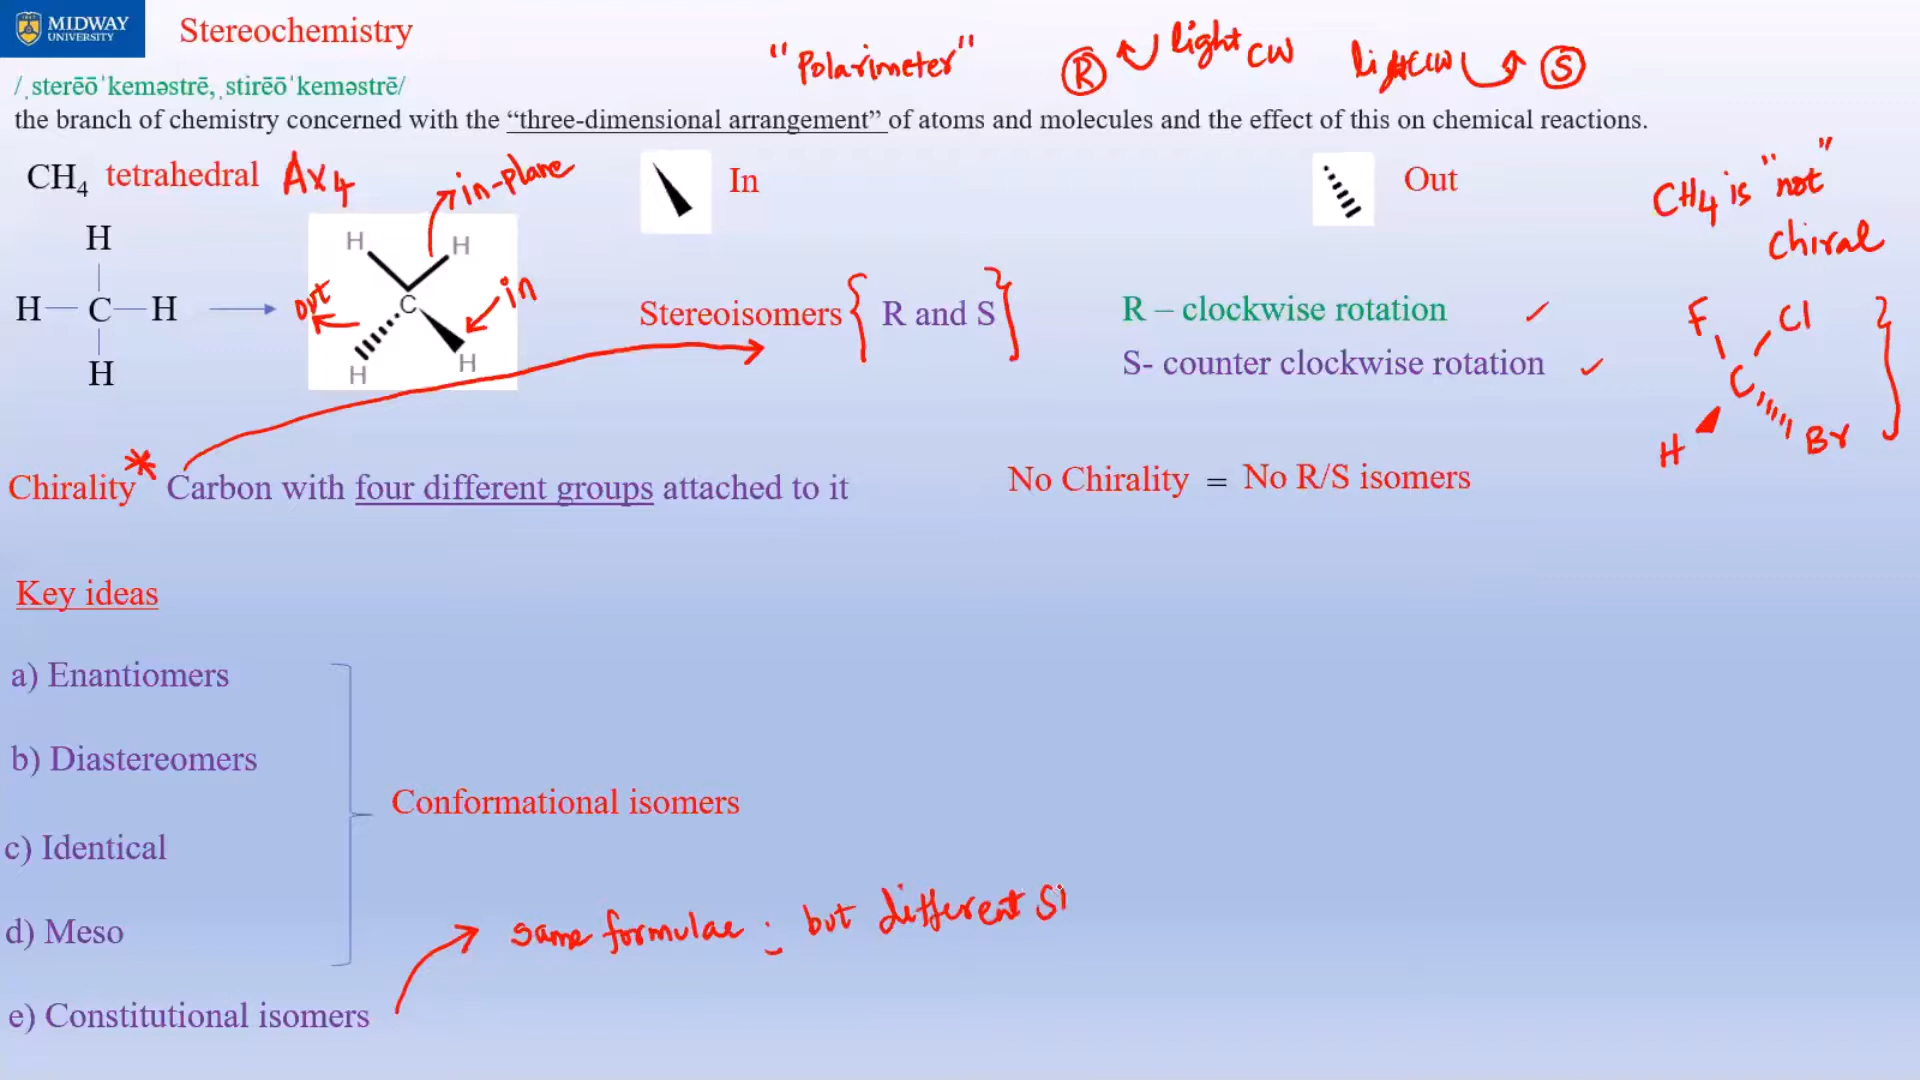 MIDWAY
UNIVERSITY
Stereochemistry
"Polarimeter"
R light CW
light CCW S
/ˌsterēōˈkeməstrē,ˌstirēōˈkeməstrē/
the branch of chemistry concerned with the “three-dimensional arrangement” of atoms and molecules and the effect of this on chemical reactions.
CH4 tetrahedral AX4
in-plane
In
Out
CH4 is "not"
chiral
H
H C H
H
H H
C
H H
out
in
Stereoisomers { R and S }
R – clockwise rotation
S- counter clockwise rotation
F Cl
C
H Br
Chirality* Carbon with four different groups attached to it
No Chirality = No R/S isomers
Key ideas
a) Enantiomers
b) Diastereomers
Conformational isomers
c) Identical
d) Meso
same formulae ; but different St
e) Constitutional isomers